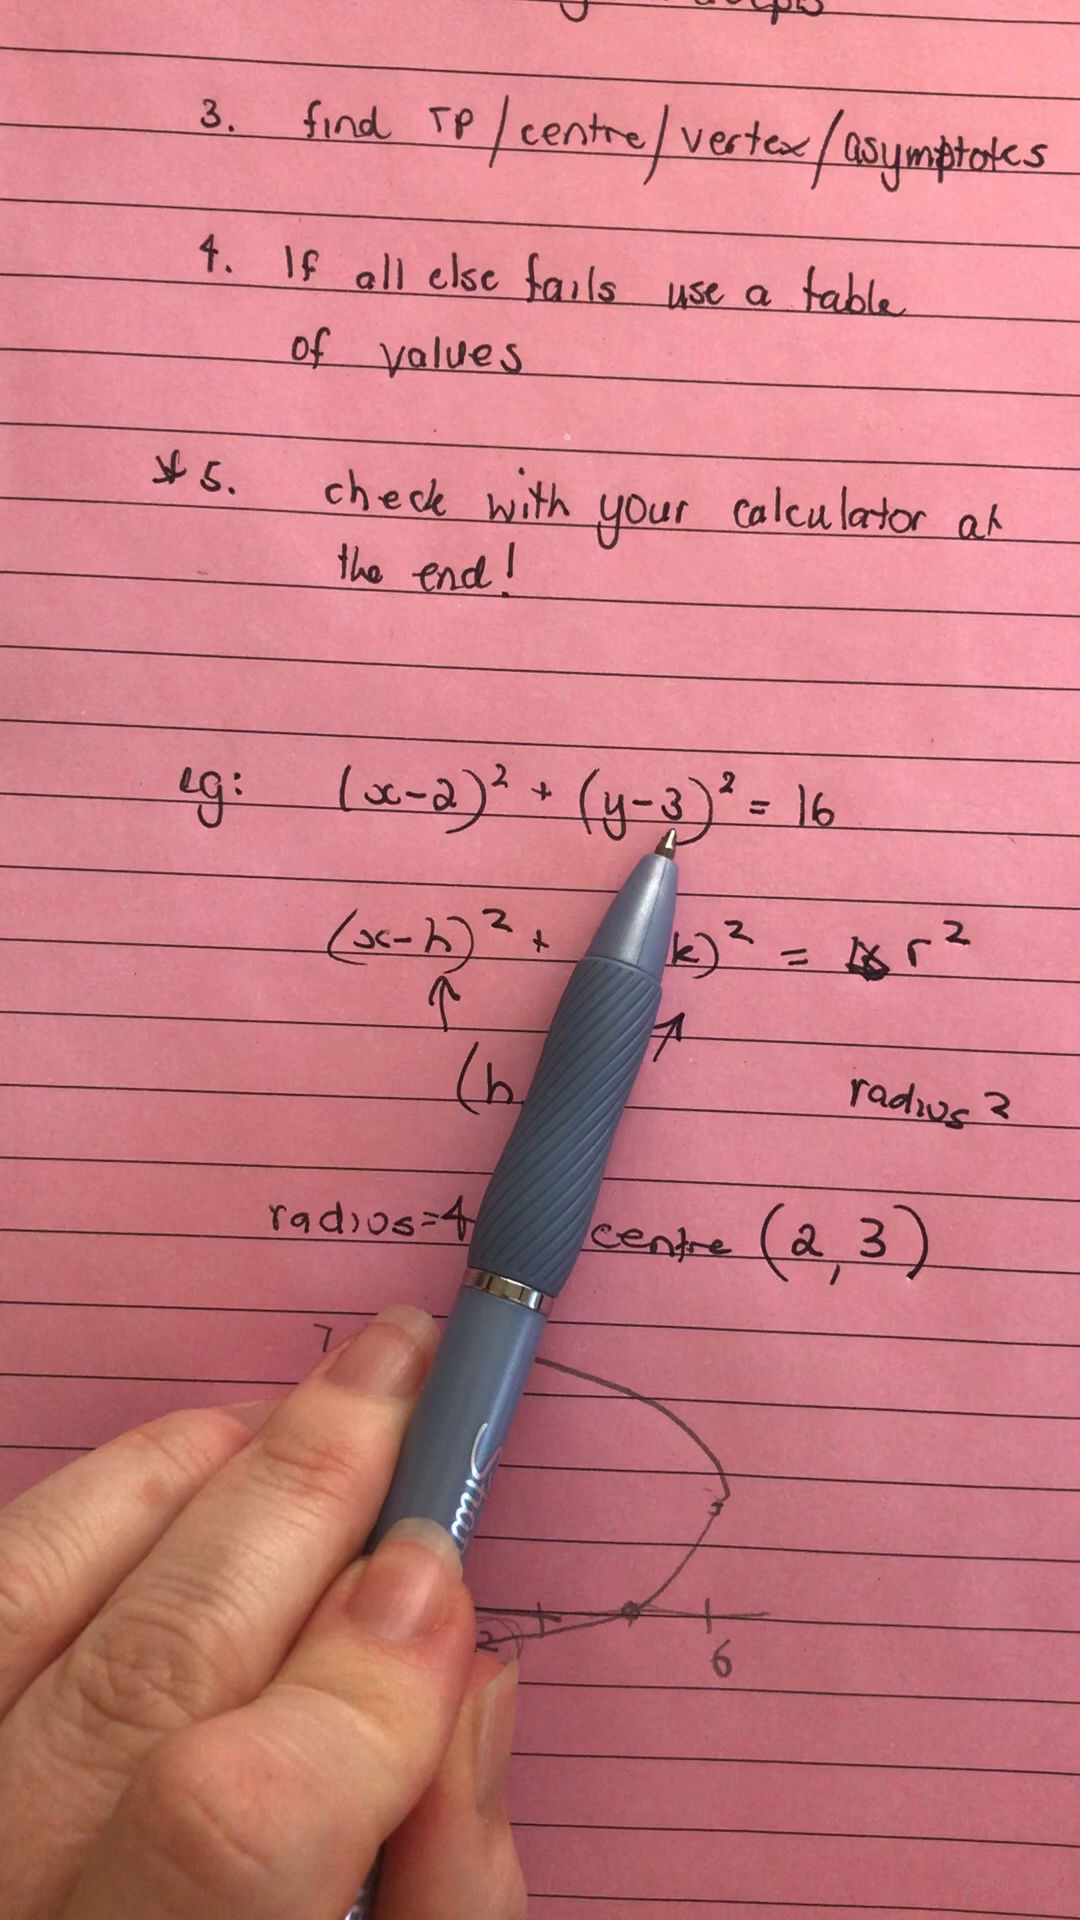 3. find TP/centre/vertex/asymptotes
4. If all else fails use a table
of values
* 5. check with your calculator at
the end!
eg: (x-2)² + (y-3)² = 16
(x-h)² + k)² = r²
(h
radius²
radius=4 centre (2, 3)
7
2
6